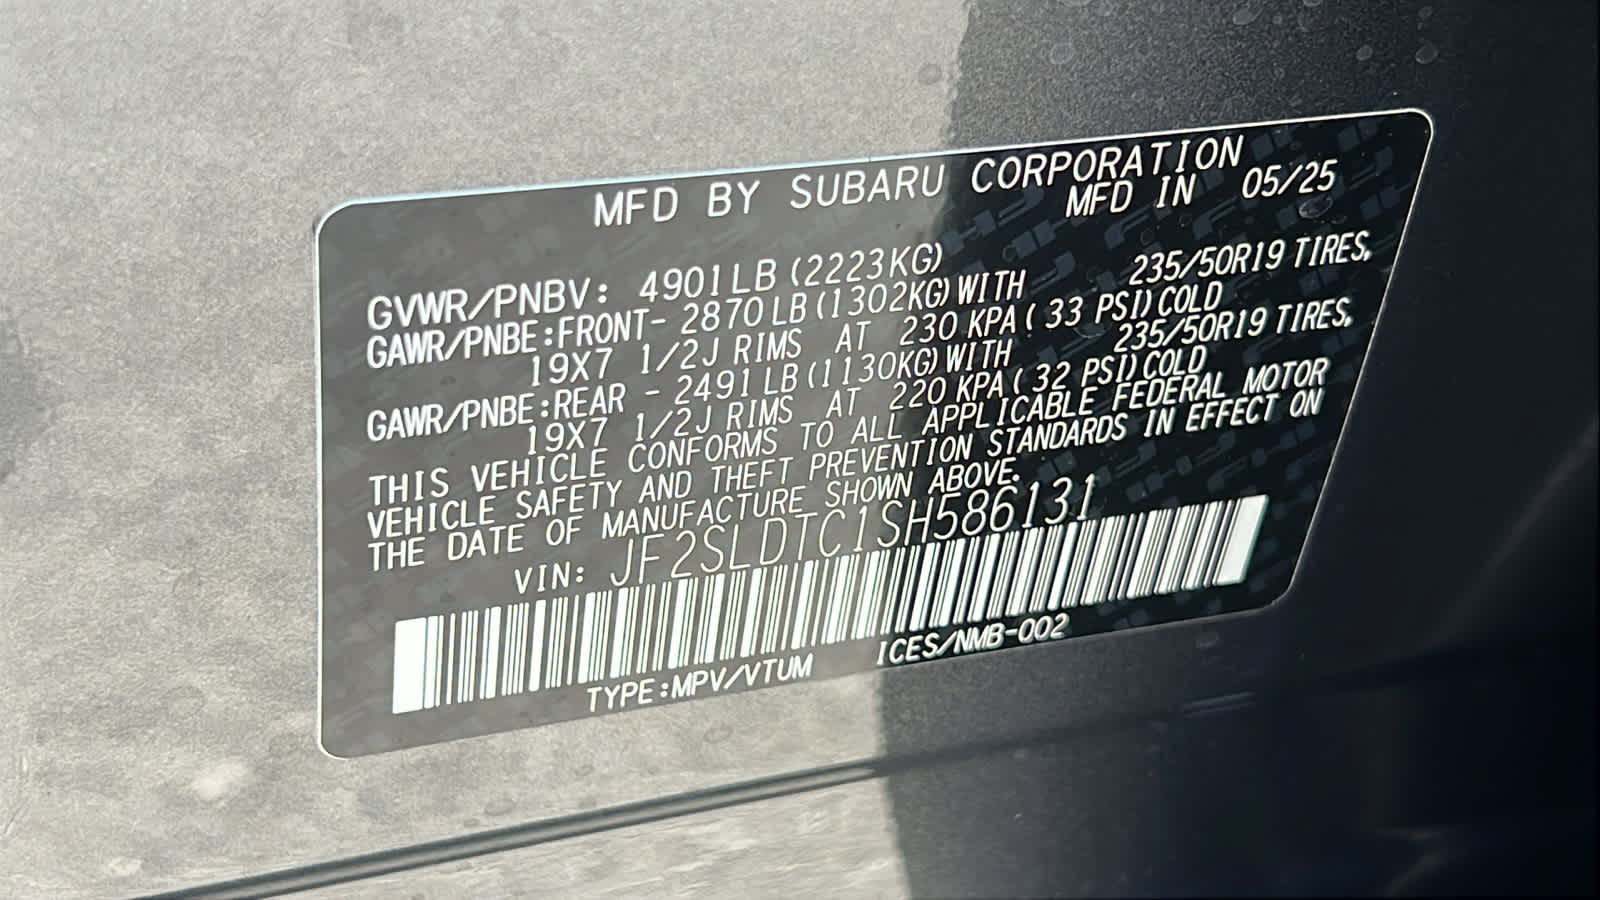 MFD BY SUBARU CORPORATION
MFD IN 05/25
GVWR/PNBV: 4901LB (2223KG)
GAWR/PNBE:FRONT- 2870LB(1302KG)WITH 235/50R19 TIRES,
19X7 1/2J RIMS AT 230 KPA( 33 PSI)COLD
GAWR/PNBE:REAR - 2491LB(1130KG)WITH 235/50R19 TIRES,
19X7 1/2J RIMS AT 220 KPA( 32 PSI)COLD
THIS VEHICLE CONFORMS TO ALL APPLICABLE FEDERAL MOTOR
VEHICLE SAFETY AND THEFT PREVENTION STANDARDS IN EFFECT ON
THE DATE OF MANUFACTURE SHOWN ABOVE.
VIN: JF2SLDTC1SH586131
TYPE:MPV/VTUM ICES/NMB-002